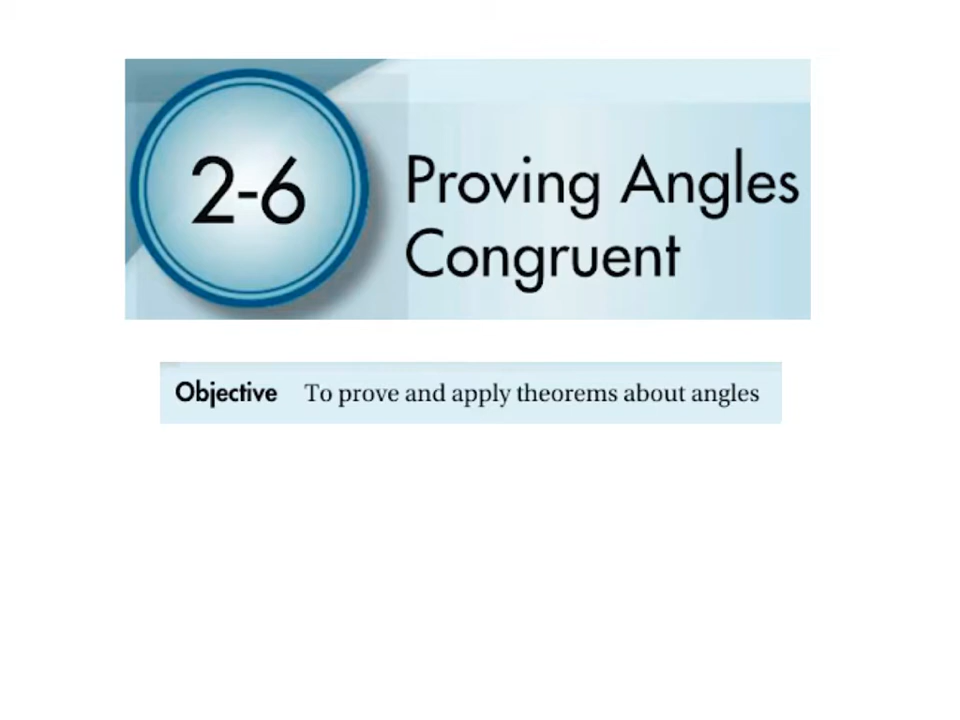 2-6
Proving Angles
Congruent
Objective To prove and apply theorems about angles